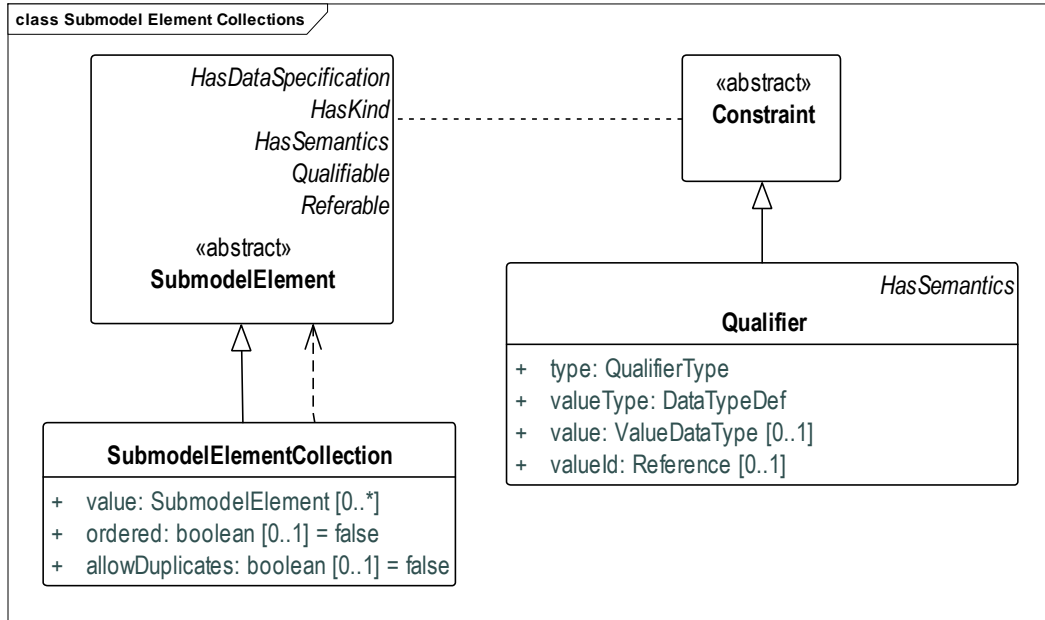 class Submodel Element Collections
HasDataSpecification
HasKind
HasSemantics
Qualifiable
Referable
«abstract»
SubmodelElement
«abstract»
Constraint
HasSemantics
Qualifier
+ type: QualifierType
+ valueType: DataTypeDef
+ value: ValueDataType [0..1]
+ valueId: Reference [0..1]
SubmodelElementCollection
+ value: SubmodelElement [0..*]
+ ordered: boolean [0..1] = false
+ allowDuplicates: boolean [0..1] = false